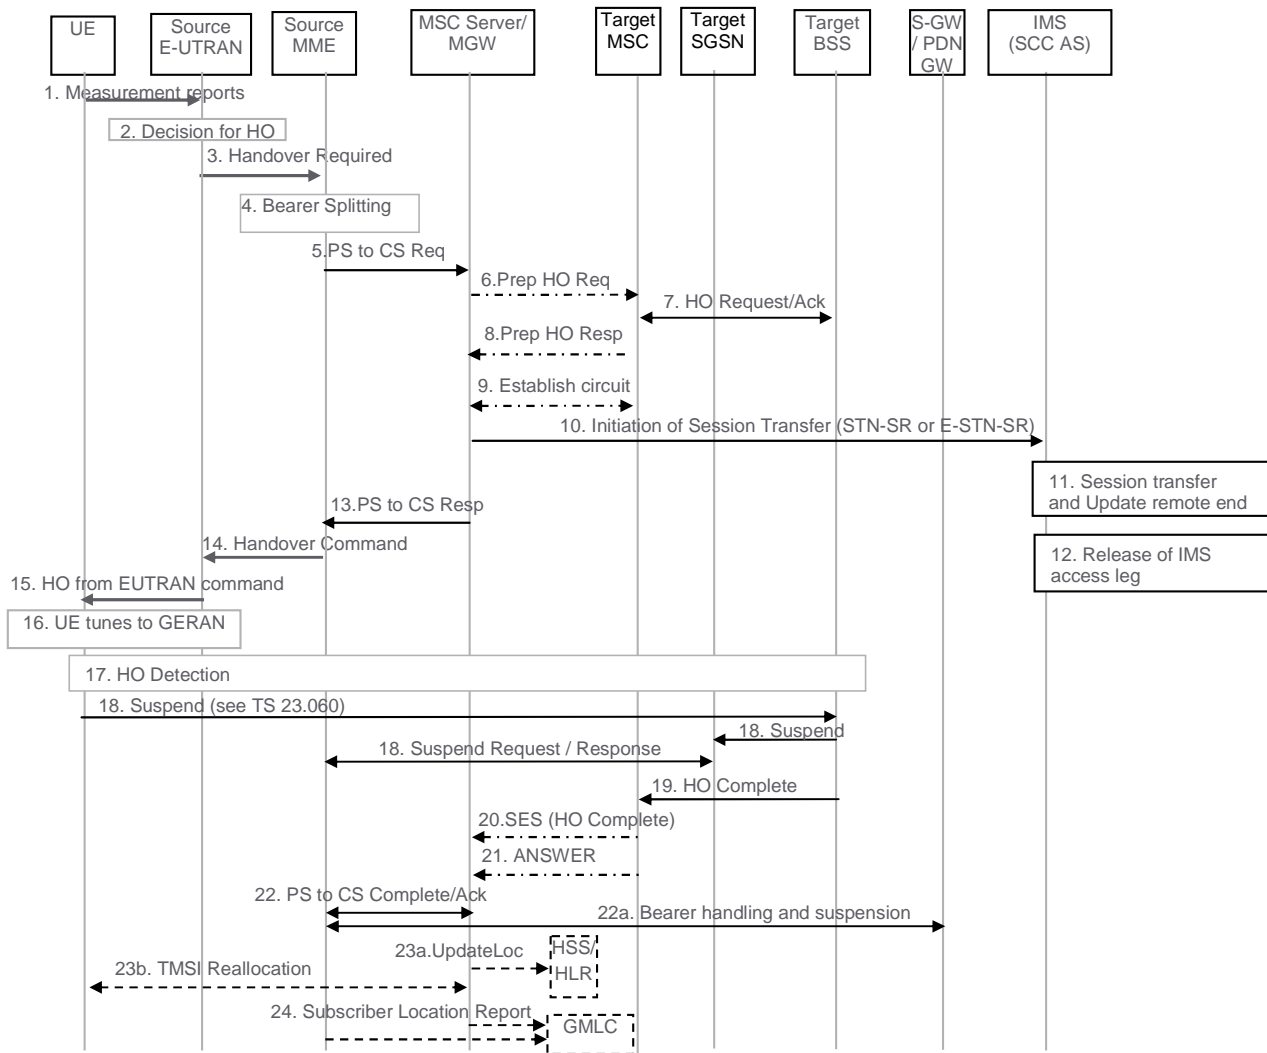 UE
Source
E-UTRAN
Source
MME
MSC Server/
MGW
Target
MSC
Target
SGSN
Target
BSS
S-GW
/ PDN
GW
IMS
(SCC AS)
1. Measurement reports
2. Decision for HO
3. Handover Required
4. Bearer Splitting
5.PS to CS Req
6.Prep HO Req
7. HO Request/Ack
8.Prep HO Resp
9. Establish circuit
10. Initiation of Session Transfer (STN-SR or E-STN-SR)
11. Session transfer
and Update remote end
13.PS to CS Resp
14. Handover Command
12. Release of IMS
access leg
15. HO from EUTRAN command
16. UE tunes to GERAN
17. HO Detection
18. Suspend (see TS 23.060)
18. Suspend
18. Suspend Request / Response
19. HO Complete
20.SES (HO Complete)
21. ANSWER
22. PS to CS Complete/Ack
22a. Bearer handling and suspension
23a.UpdateLoc
HSS/
HLR
23b. TMSI Reallocation
24. Subscriber Location Report
GMLC